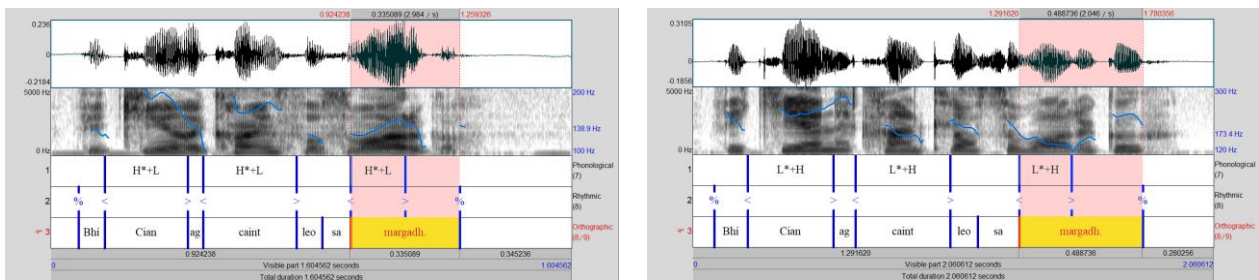 0.924238 0.335089 (2.984 / s) 1.259326
0.236
0
-0.2184
5000 Hz 200 Hz
138.9 Hz
0 Hz 100 Hz
1 H*+L H*+L H*+L Phonological (7)
2 % < > < > < > % Rhythmic (8)
3 Bhi Cian ag caint leo sa margadh. Orthographic (8/9)
0.924238 0.335089 0.345236
0 Visible part 1.604562 seconds 1.604562
Total duration 1.604562 seconds
1.291620 0.488736 (2.046 / s) 1.780356
0.3105
0
-0.1856
5000 Hz 300 Hz
173.4 Hz
0 Hz 120 Hz
1 L*+H L*+H L*+H Phonological (7)
2 % < > < > < > % Rhythmic (8)
3 Bhi Cian ag caint leo sa margadh. Orthographic (8/9)
1.291620 0.488736 0.280256
0 Visible part 2.060612 seconds 2.060612
Total duration 2.060612 seconds